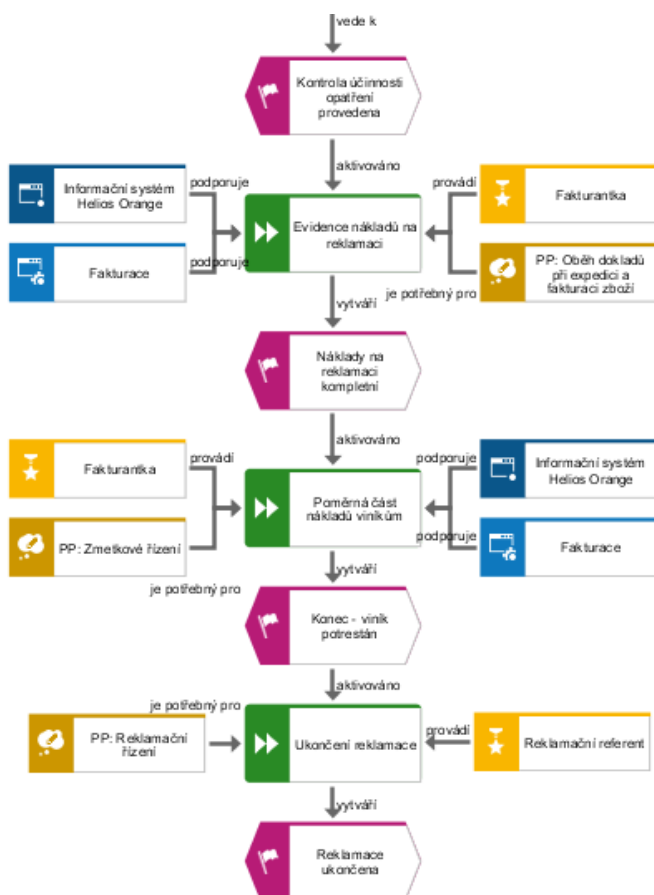 vede k
Kontrola účinnosti
opatření
provedena
aktivováno
Informační systém
Helios Orange
podporuje
provádí
Fakturantka
Evidence nákladů na
reklamaci
Fakturace
podporuje
PP: Oběh dokladů
při expedici a
fakturaci zboží
je potřebný pro
vytváří
Náklady na
reklamaci
kompletní
aktivováno
Fakturantka
provádí
podporuje
Informační systém
Helios Orange
Poměrná část
nákladů viníkům
PP: Zmetkové řízení
podporuje
Fakturace
vytváří
je potřebný pro
Konec - viník
potrestán
aktivováno
je potřebný pro
PP: Reklamační
řízení
Ukončení reklamace
provádí
Reklamační referent
vytváří
Reklamace
ukončena